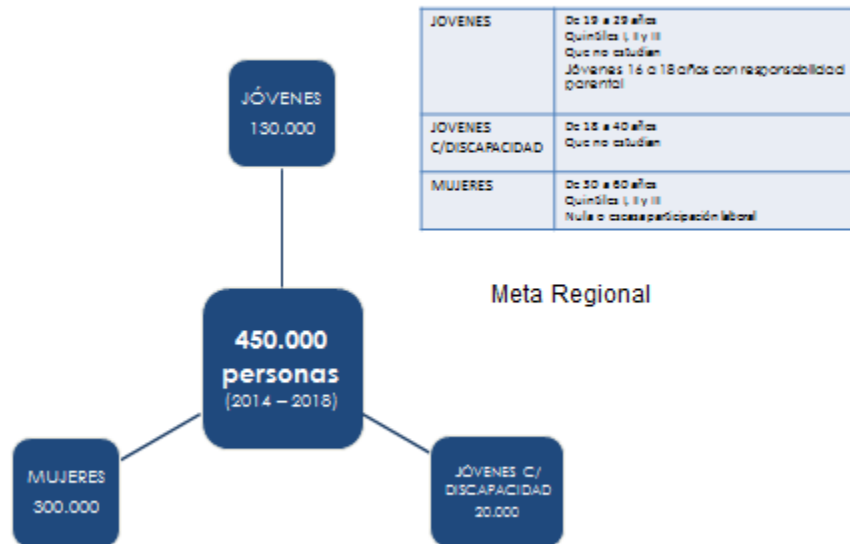 JOVENES
De 19 a 29 años
Quintiles I, II y III
Que no estudian
Jóvenes 16 a 18 años con responsabilidad
parental
JOVENES
C/DISCAPACIDAD
De 18 a 40 años
Que no estudian
MUJERES
De 30 a 60 años
Quintiles I, II y III
Nula o escasa participación laboral
JÓVENES
130.000
Meta Regional
450.000
personas
(2014 – 2018)
MUJERES
300.000
JÓVENES C/
DISCAPACIDAD
20.000